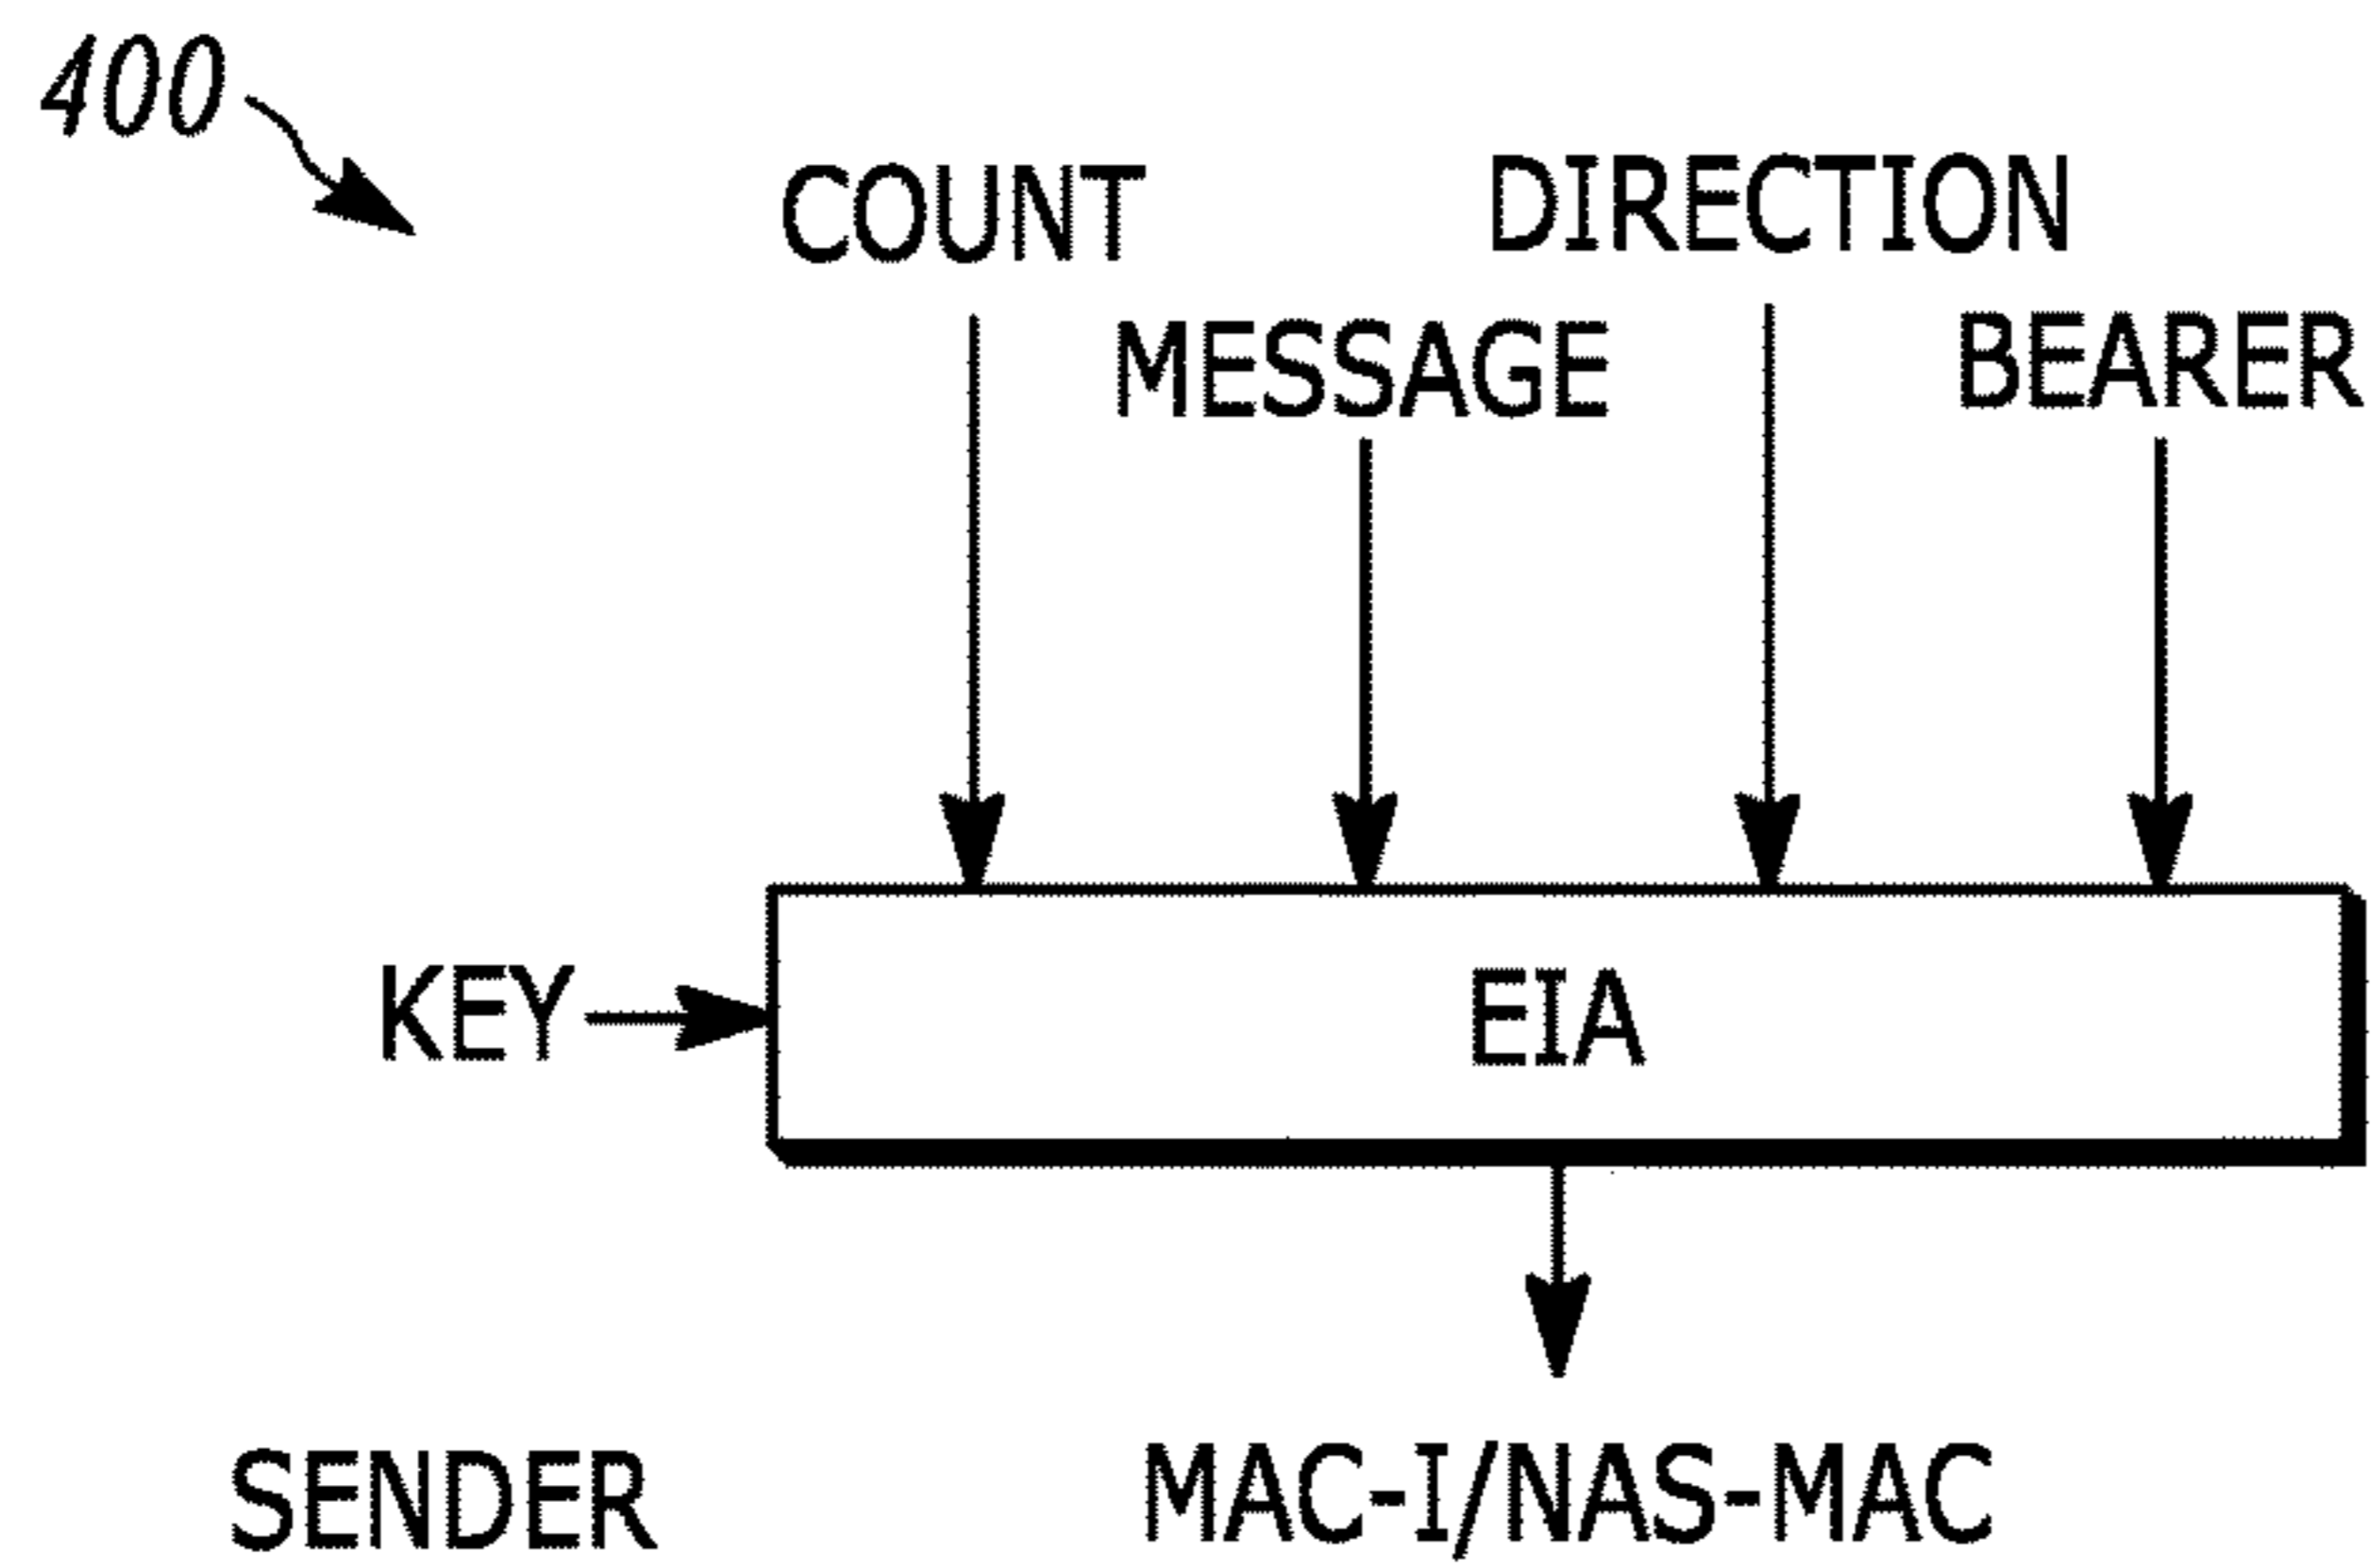 400
COUNT DIRECTION
MESSAGE BEARER
KEY EIA
SENDER MAC-I/NAS-MAC